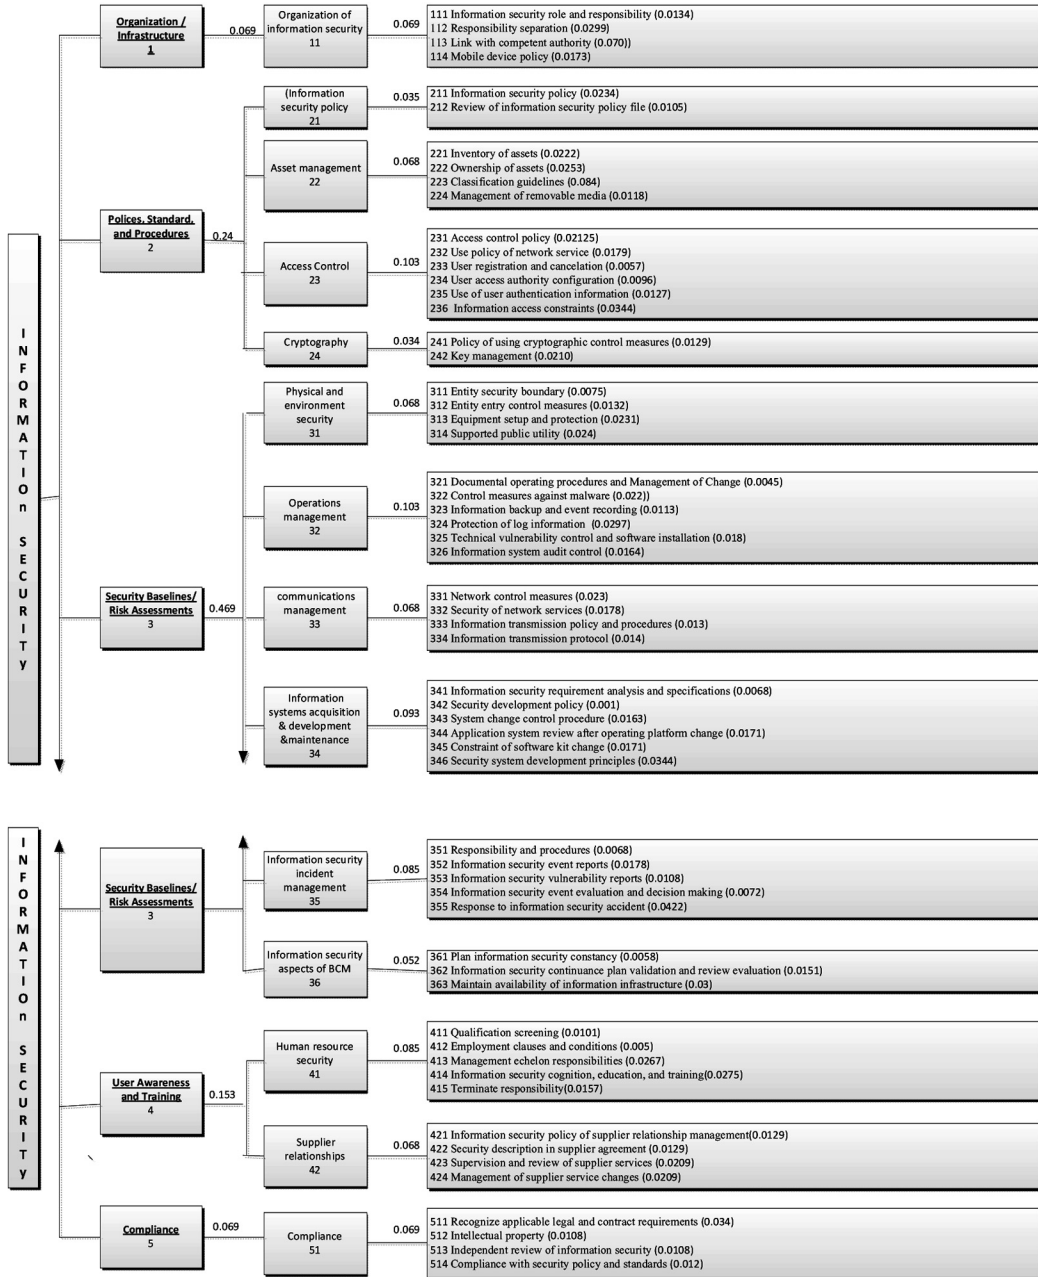 INFORMATIOn SECURITy
Organization /
Infrastructure
1
0.069
Organization of
information security
11
0.069
111 Information security role and responsibility (0.0134)
112 Responsibility separation (0.0299)
113 Link with competent authority (0.070))
114 Mobile device policy (0.0173)
Polices, Standard,
and Procedures
2
0.24
(Information
security policy
21
0.035
211 Information security policy (0.0234)
212 Review of information security policy file (0.0105)
Asset management
22
0.068
221 Inventory of assets (0.0222)
222 Ownership of assets (0.0253)
223 Classification guidelines (0.084)
224 Management of removable media (0.0118)
Access Control
23
0.103
231 Access control policy (0.02125)
232 Use policy of network service (0.0179)
233 User registration and cancelation (0.0057)
234 User access authority configuration (0.0096)
235 Use of user authentication information (0.0127)
236 Information access constraints (0.0344)
Cryptography
24
0.034
241 Policy of using cryptographic control measures (0.0129)
242 Key management (0.0210)
Security Baselines/
Risk Assessments
3
0.469
Physical and
environment
security
31
0.068
311 Entity security boundary (0.0075)
312 Entity entry control measures (0.0132)
313 Equipment setup and protection (0.0231)
314 Supported public utility (0.024)
Operations
management
32
0.103
321 Documental operating procedures and Management of Change (0.0045)
322 Control measures against malware (0.022))
323 Information backup and event recording (0.0113)
324 Protection of log information (0.0297)
325 Technical vulnerability control and software installation (0.018)
326 Information system audit control (0.0164)
communications
management
33
0.068
331 Network control measures (0.023)
332 Security of network services (0.0178)
333 Information transmission policy and procedures (0.013)
334 Information transmission protocol (0.014)
Information
systems acquisition
& development
&maintenance
34
0.093
341 Information security requirement analysis and specifications (0.0068)
342 Security development policy (0.001)
343 System change control procedure (0.0163)
344 Application system review after operating platform change (0.0171)
345 Constraint of software kit change (0.0171)
346 Security system development principles (0.0344)
INFORMATIOn SECURITy
Security Baselines/
Risk Assessments
3
Information security
incident
management
35
0.085
351 Responsibility and procedures (0.0068)
352 Information security event reports (0.0178)
353 Information security vulnerability reports (0.0108)
354 Information security event evaluation and decision making (0.0072)
355 Response to information security accident (0.0422)
Information security
aspects of BCM
36
0.052
361 Plan information security constancy (0.0058)
362 Information security continuance plan validation and review evaluation (0.0151)
363 Maintain availability of information infrastructure (0.03)
User Awareness
and Training
4
0.153
Human resource
security
41
0.085
411 Qualification screening (0.0101)
412 Employment clauses and conditions (0.005)
413 Management echelon responsibilities (0.0267)
414 Information security cognition, education, and training(0.0275)
415 Terminate responsibility(0.0157)
Supplier
relationships
42
0.068
421 Information security policy of supplier relationship management(0.0129)
422 Security description in supplier agreement (0.0129)
423 Supervision and review of supplier services (0.0209)
424 Management of supplier service changes (0.0209)
Compliance
5
0.069
Compliance
51
0.069
511 Recognize applicable legal and contract requirements (0.034)
512 Intellectual property (0.0108)
513 Independent review of information security (0.0108)
514 Compliance with security policy and standards (0.012)